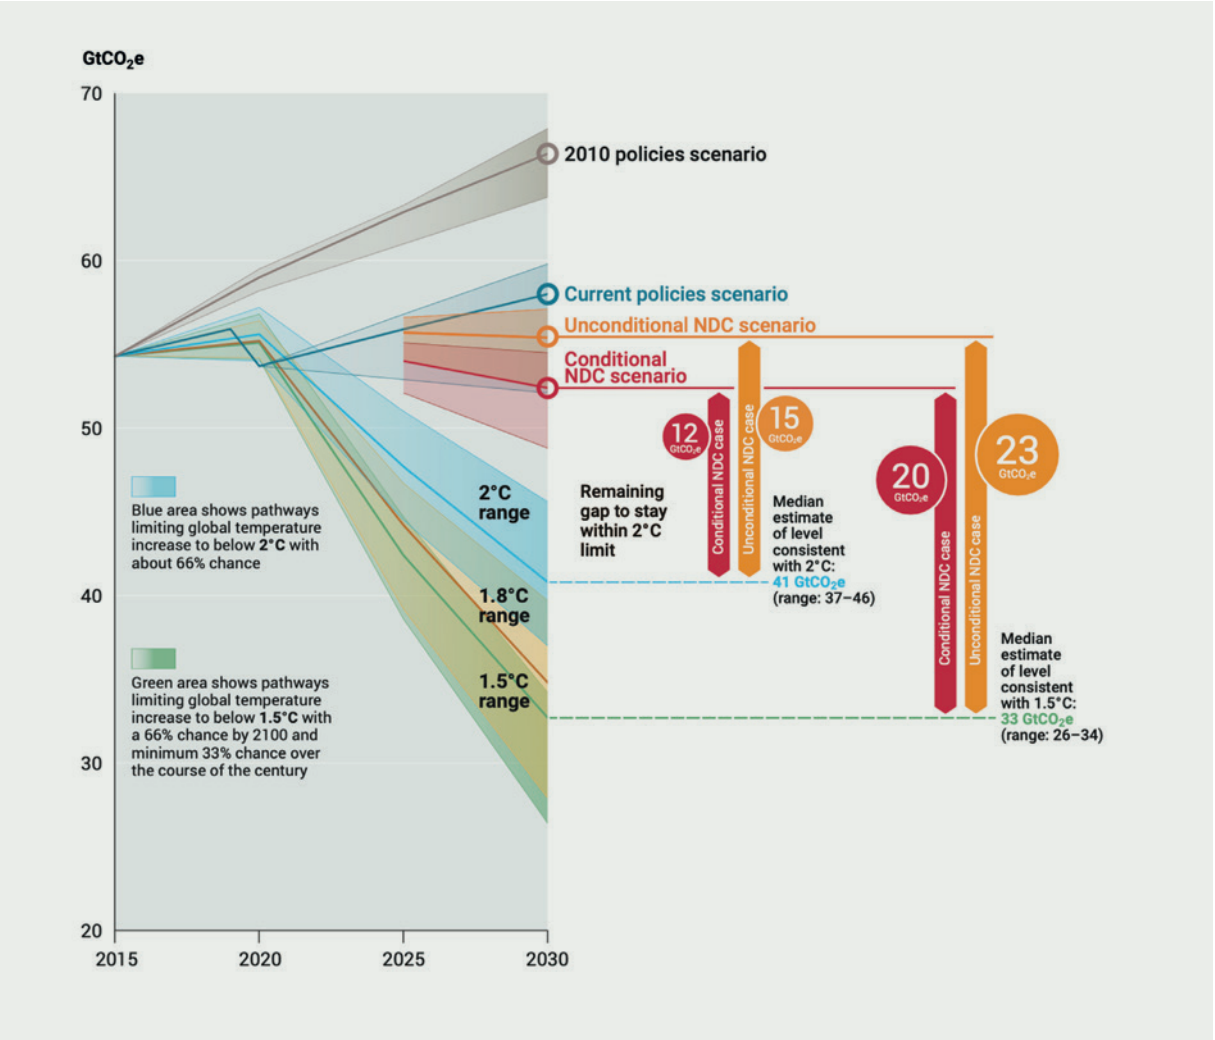 GtCO₂e
70
60
50
40
30
20
2015
2020
2025
2030
2010 policies scenario
Current policies scenario
Unconditional NDC scenario
Conditional
NDC scenario
2°C
range
1.8°C
range
1.5°C
range
Blue area shows pathways
limiting global temperature
increase to below 2°C with
about 66% chance
Green area shows pathways
limiting global temperature
increase to below 1.5°C with
a 66% chance by 2100 and
minimum 33% chance over
the course of the century
Remaining
gap to stay
within 2°C
limit
12
GtCO₂e
Conditional NDC case
Unconditional NDC case
15
GtCO₂e
Median
estimate
of level
consistent
with 2°C:
41 GtCO₂e
(range: 37–46)
20
GtCO₂e
Conditional NDC case
Unconditional NDC case
23
GtCO₂e
Median
estimate
of level
consistent
with 1.5°C:
33 GtCO₂e
(range: 26–34)